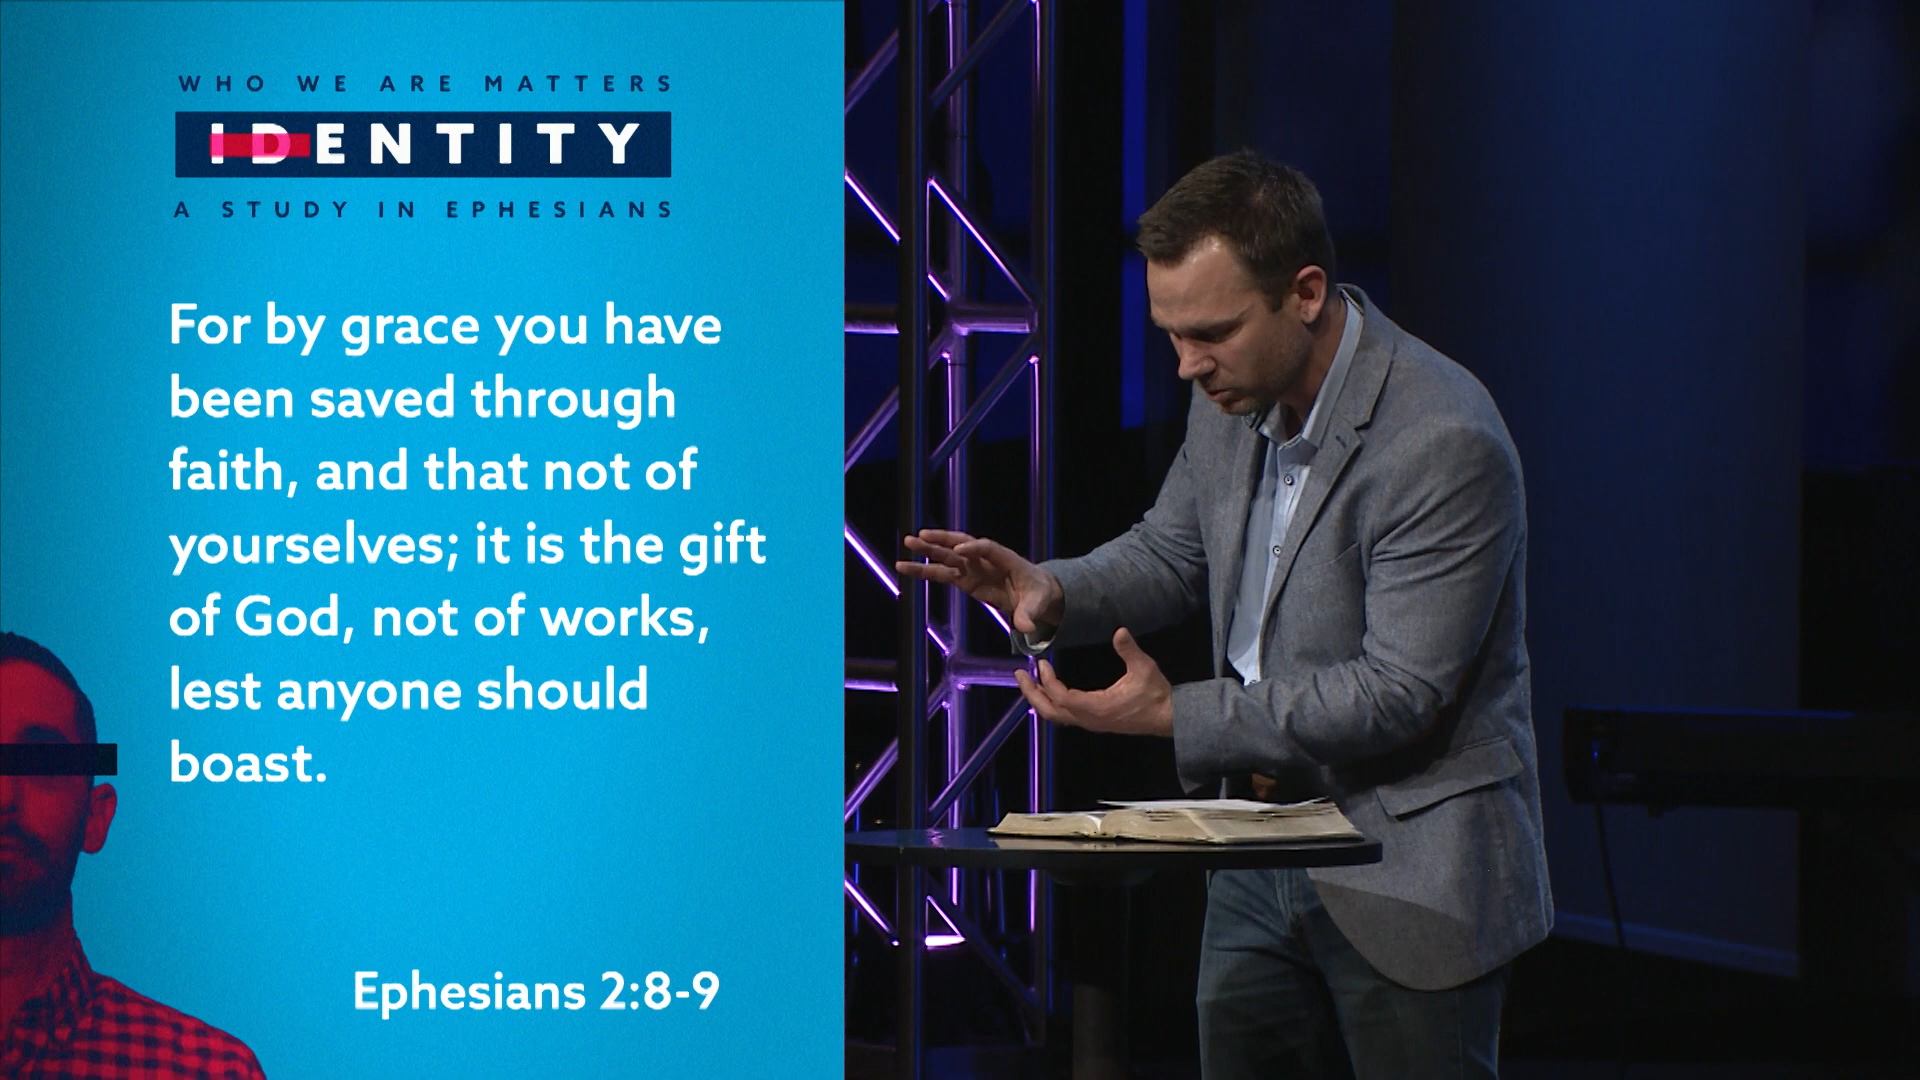 WHO WE ARE MATTERS
IDENTITY
A STUDY IN EPHESIANS
For by grace you have
been saved through
faith, and that not of
yourselves; it is the gift
of God, not of works,
lest anyone should
boast.
Ephesians 2:8-9